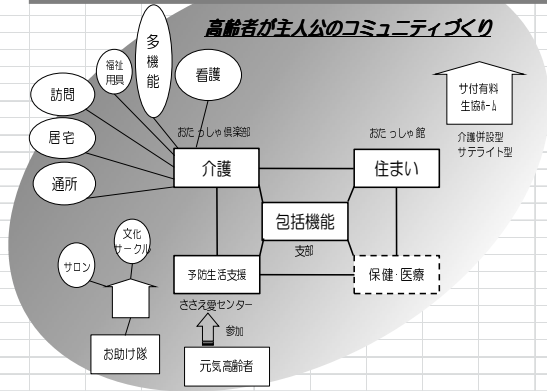 高齢者が主人公のコミュニティづくり
多機能
福祉
用具
看護
訪問
居宅
通所
おたっしゃ倶楽部
介護
おたっしゃ館
住まい
サ付有料
生協ホーム
介護併設型
サテライト型
包括機能
支部
予防生活支援
ささえ愛センター
保健・医療
文化
サークル
サロン
お助け隊
参加
元気高齢者